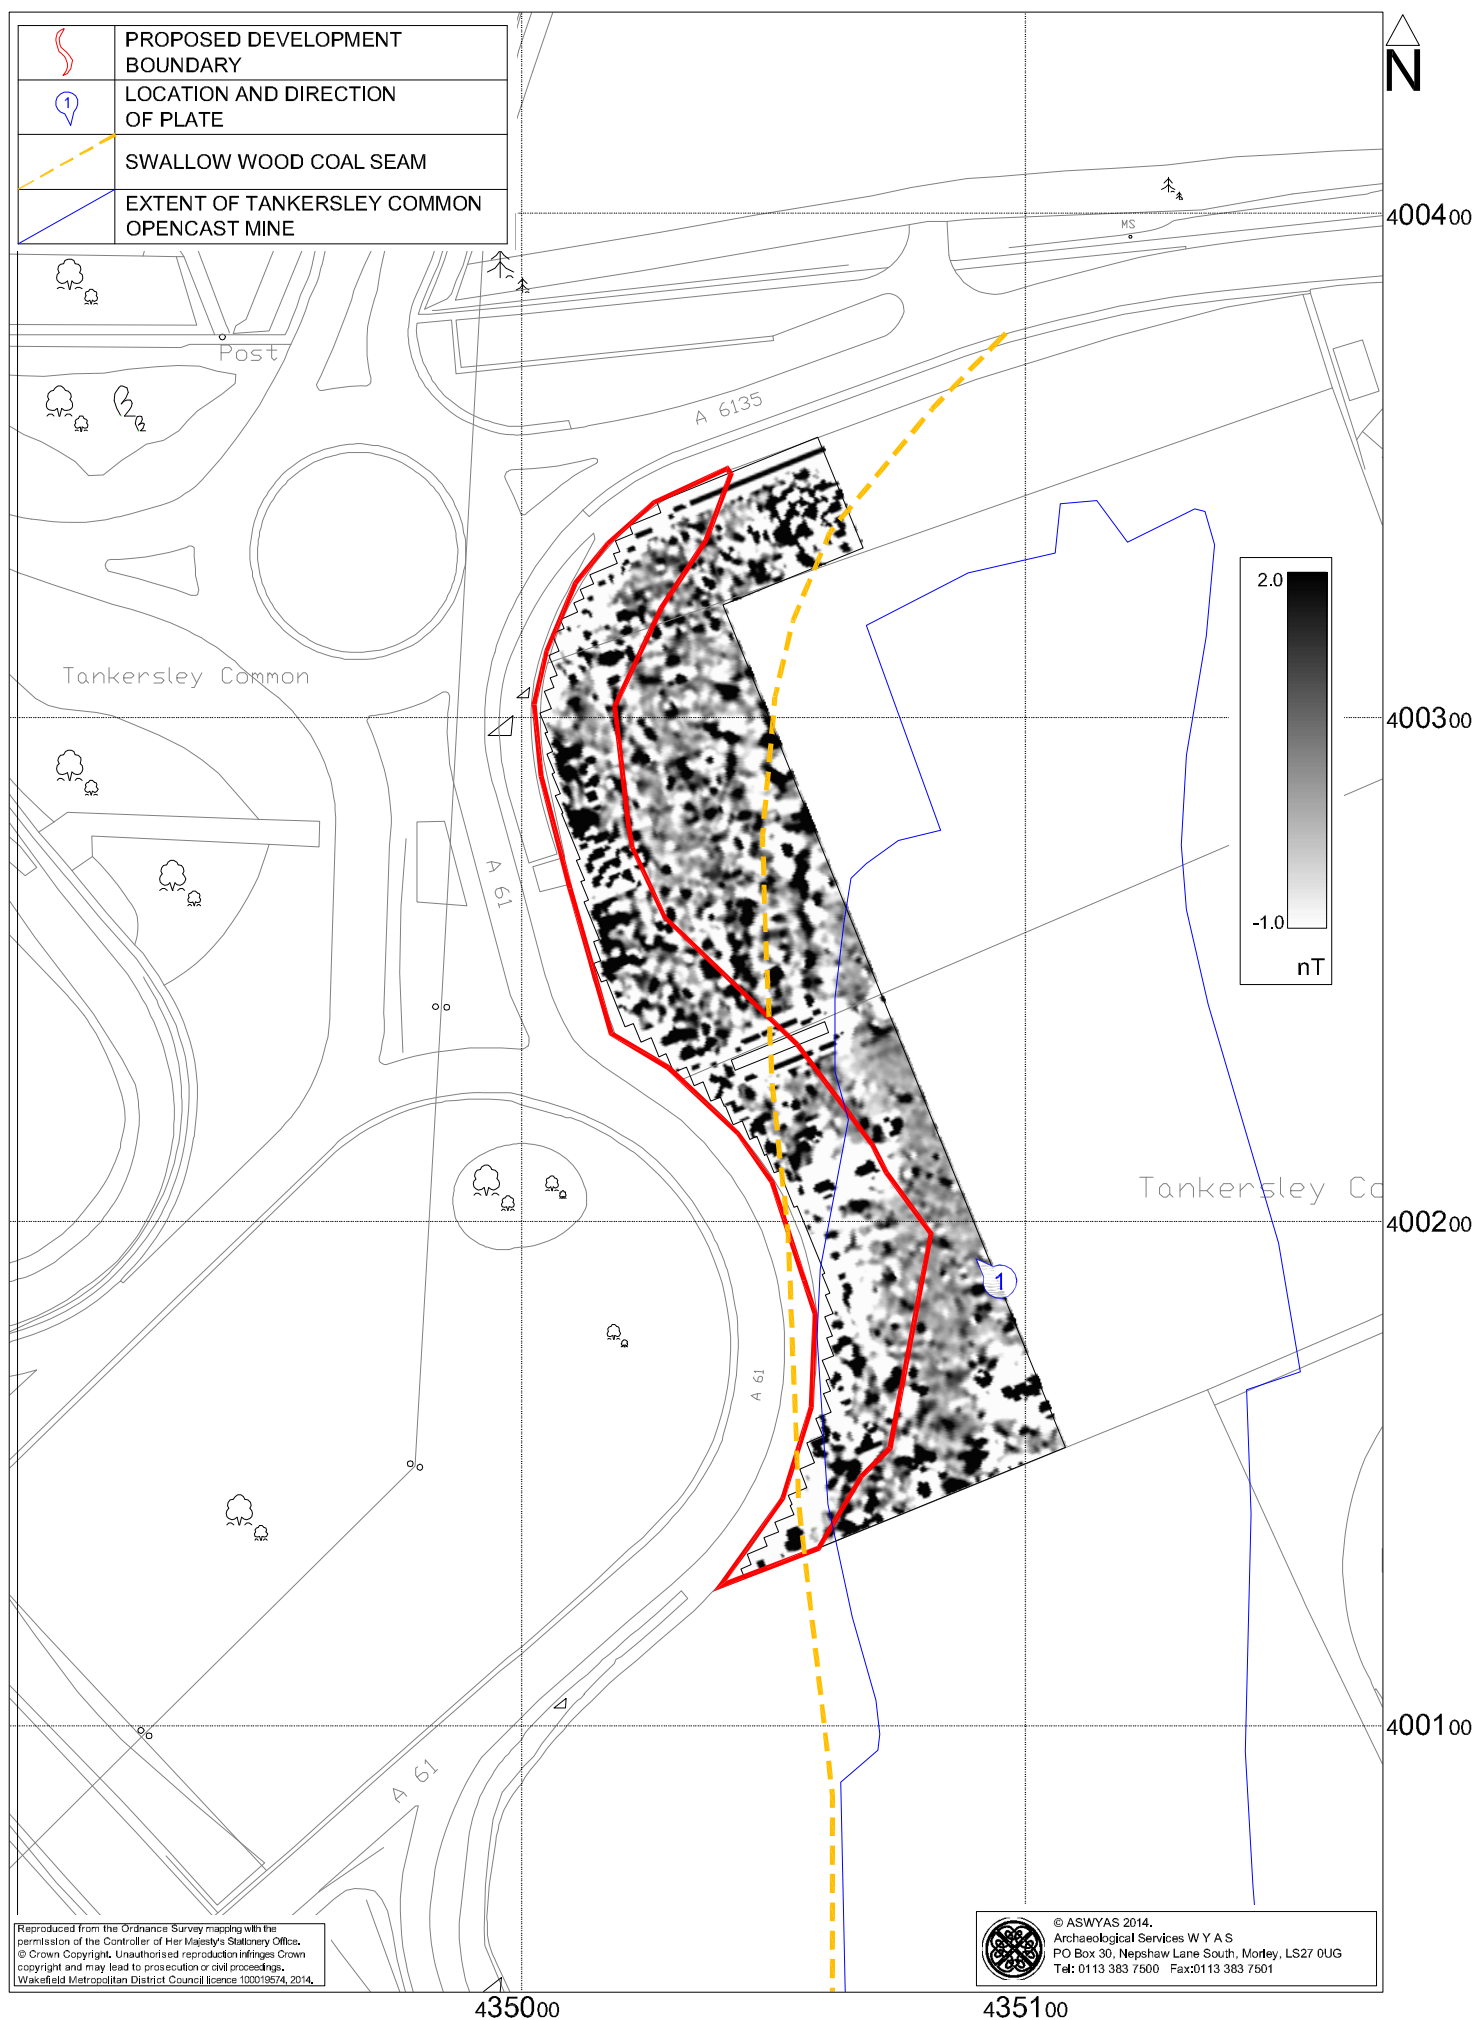 PROPOSED DEVELOPMENT
BOUNDARY
1
LOCATION AND DIRECTION
OF PLATE
SWALLOW WOOD COAL SEAM
EXTENT OF TANKERSLEY COMMON
OPENCAST MINE
N
400400
MS
Post
A 6135
2.0
-1.0
nT
Tankersley Common
400300
A 61
Tankersley Co
400200
1
A 61
400100
A 61
Reproduced from the Ordnance Survey mapping with the
permission of the Controller of Her Majesty's Stationery Office.
© Crown Copyright. Unauthorised reproduction infringes Crown
copyright and may lead to prosecution or civil proceedings.
Wakefield Metropolitan District Council licence 100019574, 2014.
© ASWYAS 2014.
Archaeological Services W Y A S
PO Box 30, Nepshaw Lane South, Morley, LS27 0UG
Tel: 0113 383 7500 Fax:0113 383 7501
435000
435100